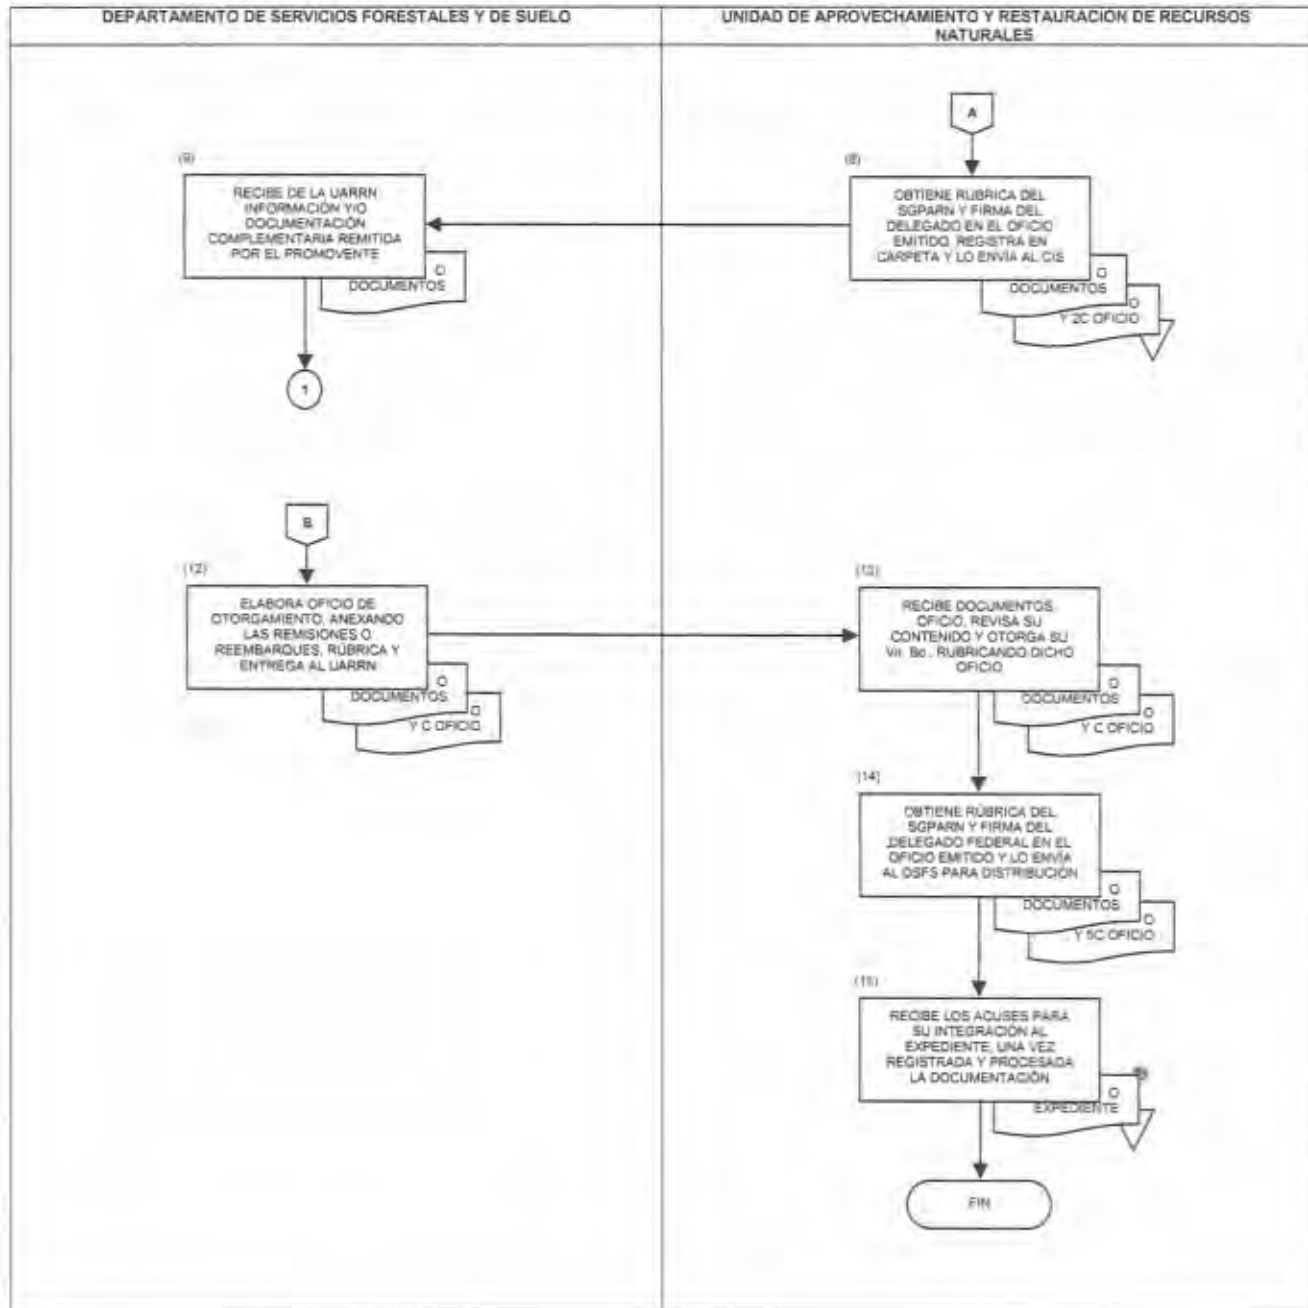 DEPARTAMENTO DE SERVICIOS FORESTALES Y DE SUELO
UNIDAD DE APROVECHAMIENTO Y RESTAURACIÓN DE RECURSOS
NATURALES
A
(8)
OBTIENE RÚBRICA DEL
SGPARN Y FIRMA DEL
DELEGADO EN EL OFICIO
EMITIDO, REGISTRA EN
CARPETA Y LO ENVÍA AL CIS
O
DOCUMENTOS
O
Y 2C OFICIO
(9)
RECIBE DE LA UARRN
INFORMACIÓN Y/O
DOCUMENTACIÓN
COMPLEMENTARIA REMITIDA
POR EL PROMOVENTE
O
DOCUMENTOS
1
B
(12)
ELABORA OFICIO DE
OTORGAMIENTO, ANEXANDO
LAS REMISIONES O
REEMBARQUES, RÚBRICA Y
ENTREGA AL UARRN
O
DOCUMENTOS
O
Y C OFICIO
(13)
RECIBE DOCUMENTOS,
OFICIO, REVISA SU
CONTENIDO Y OTORGA SU
Vo. Bo., RUBRICANDO DICHO
OFICIO
O
DOCUMENTOS
O
Y C OFICIO
(14)
OBTIENE RÚBRICA DEL
SGPARN Y FIRMA DEL
DELEGADO FEDERAL EN EL
OFICIO EMITIDO Y LO ENVÍA
AL DSFS PARA DISTRIBUCIÓN
O
DOCUMENTOS
O
Y 5C OFICIO
(15)
RECIBE LOS ACUSES PARA
SU INTEGRACIÓN AL
EXPEDIENTE, UNA VEZ
REGISTRADA Y PROCESADA
LA DOCUMENTACIÓN
O
EXPEDIENTE
FIN